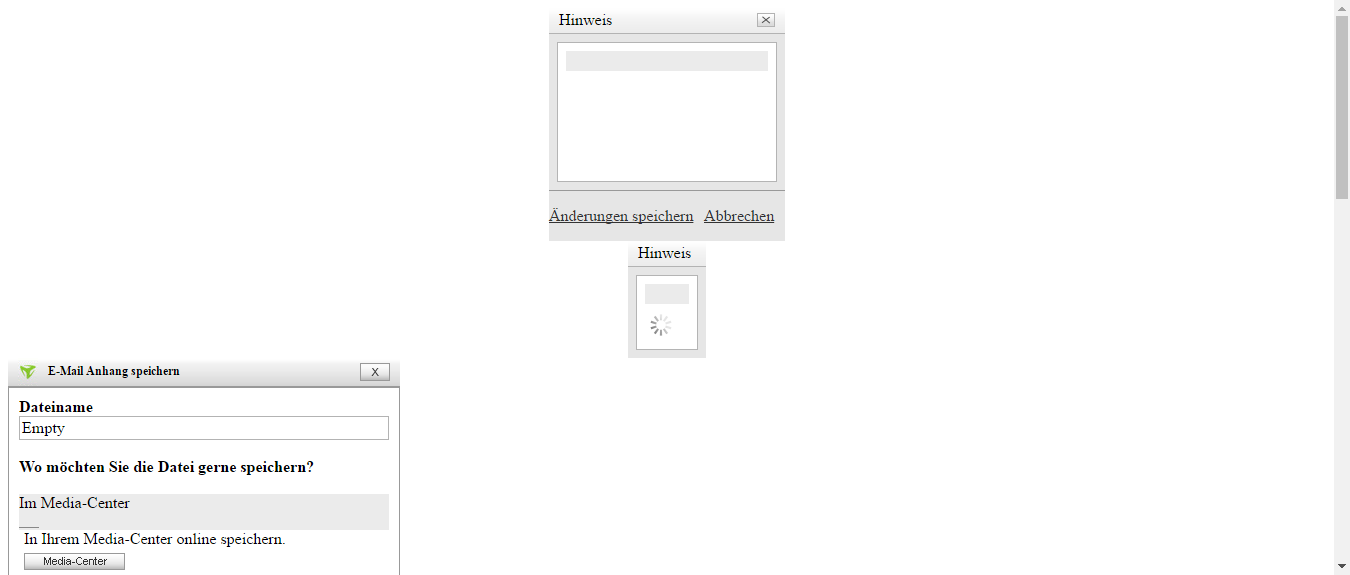 Hinweis
Änderungen speichern Abbrechen
Hinweis
E-Mail Anhang speichern X
Dateiname
Empty
Wo möchten Sie die Datei gerne speichern?
Im Media-Center
In Ihrem Media-Center online speichern.
Media-Center